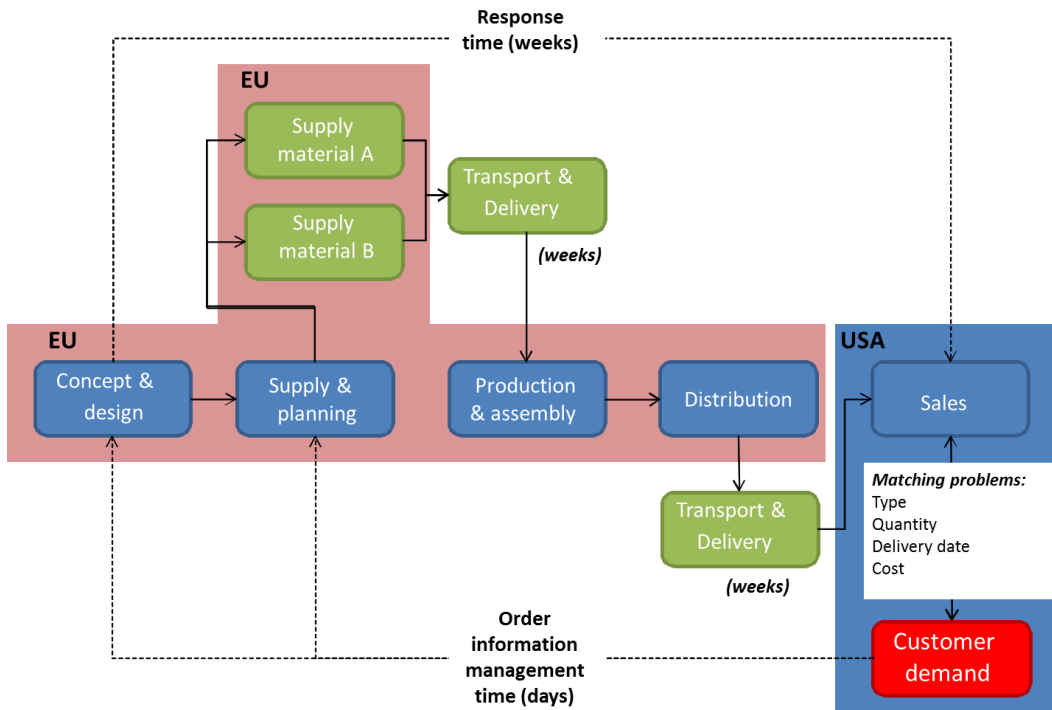 Response
time (weeks)
EU
Supply
material A
Transport &
Delivery
Supply
material B
(weeks)
EU
USA
Concept &
design
Supply &
planning
Production
& assembly
Distribution
Sales
Matching problems:
Type
Quantity
Delivery date
Cost
Transport &
Delivery
(weeks)
Order
information
management
time (days)
Customer
demand